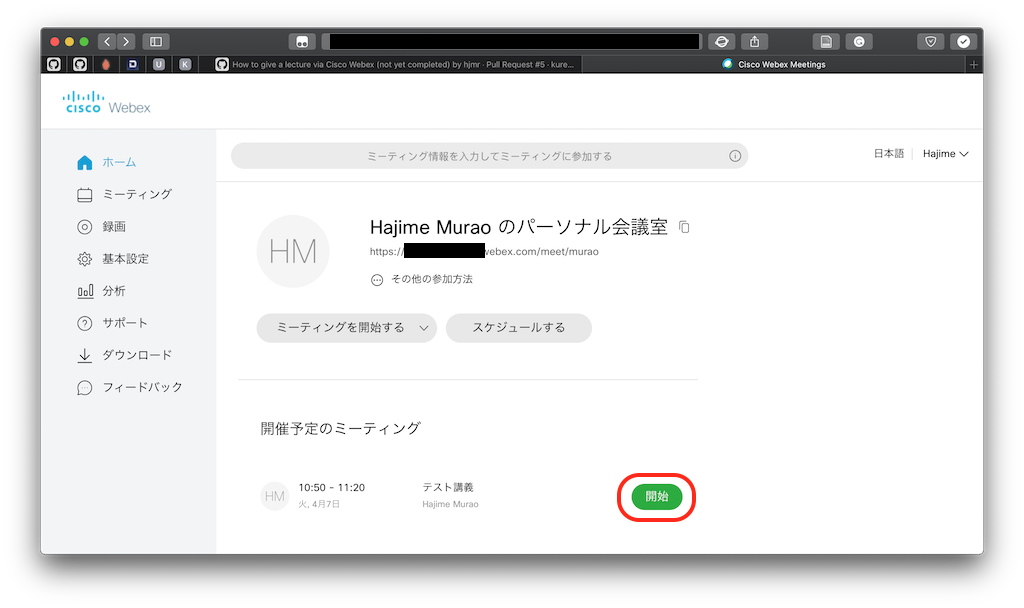 D
U
K
How to give a lecture via Cisco Webex (not yet completed) by hjmr · Pull Request #5 · kure...
Cisco Webex Meetings
CISCO Webex
ミーティング情報を入力してミーティングに参加する
日本語
Hajime
ホーム
ミーティング
録画
基本設定
分析
サポート
ダウンロード
フィードバック
HM
Hajime Murao のパーソナル会議室
https://
webex.com/meet/murao
その他の参加方法
ミーティングを開始する
スケジュールする
開催予定のミーティング
HM
10:50 - 11:20
テスト講義
開始
火, 4月7日
Hajime Murao